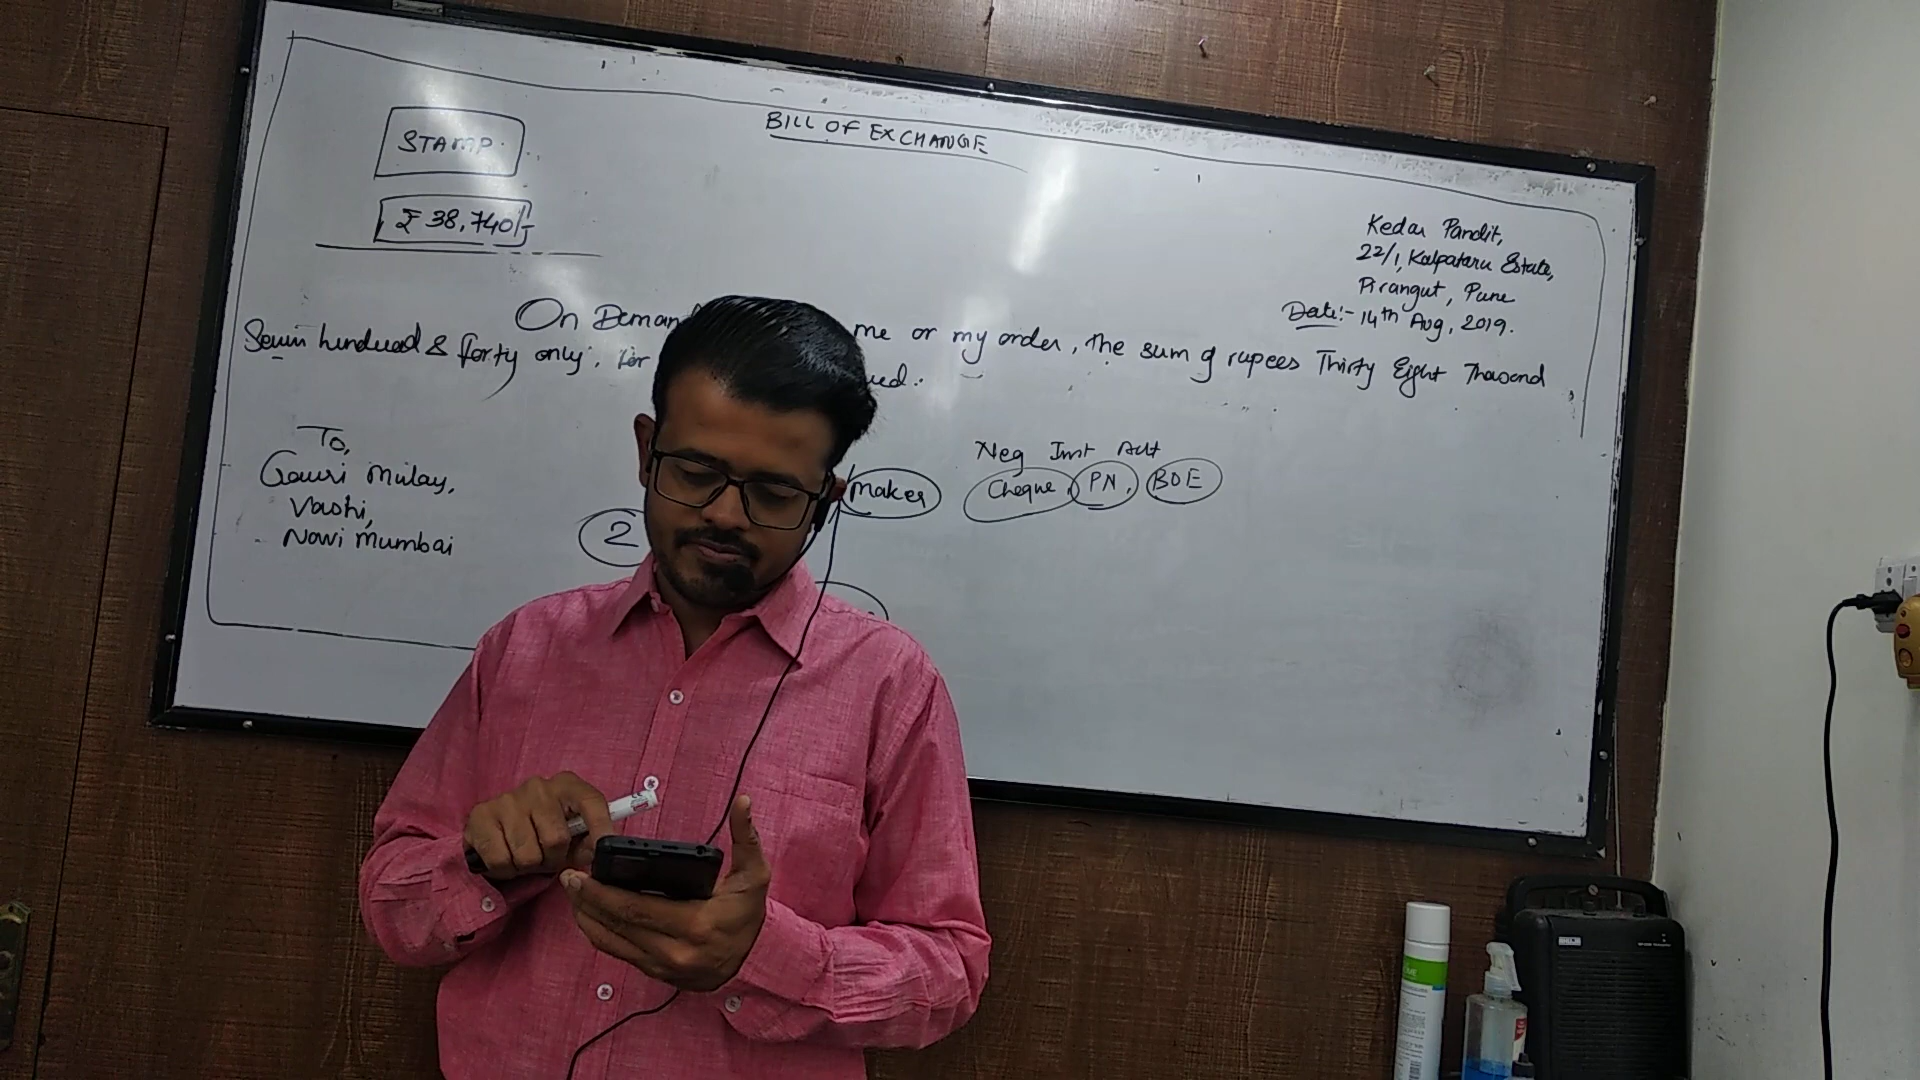 BILL OF EXCHANGE
STAMP
₹ 38,740/-
Kedar Pandit,
22/1, Kalpataru Estate,
Pirangut, Pune
Date:- 14th Aug, 2019.
On Deman me or my order, the sum of rupees Thirty Eight Thousand
Seven hundred & forty only, for
ued.
To,
Gauri Mulay,
Vashi,
Navi Mumbai
2
maker
Neg Inst Act
Cheque, PN, BOE